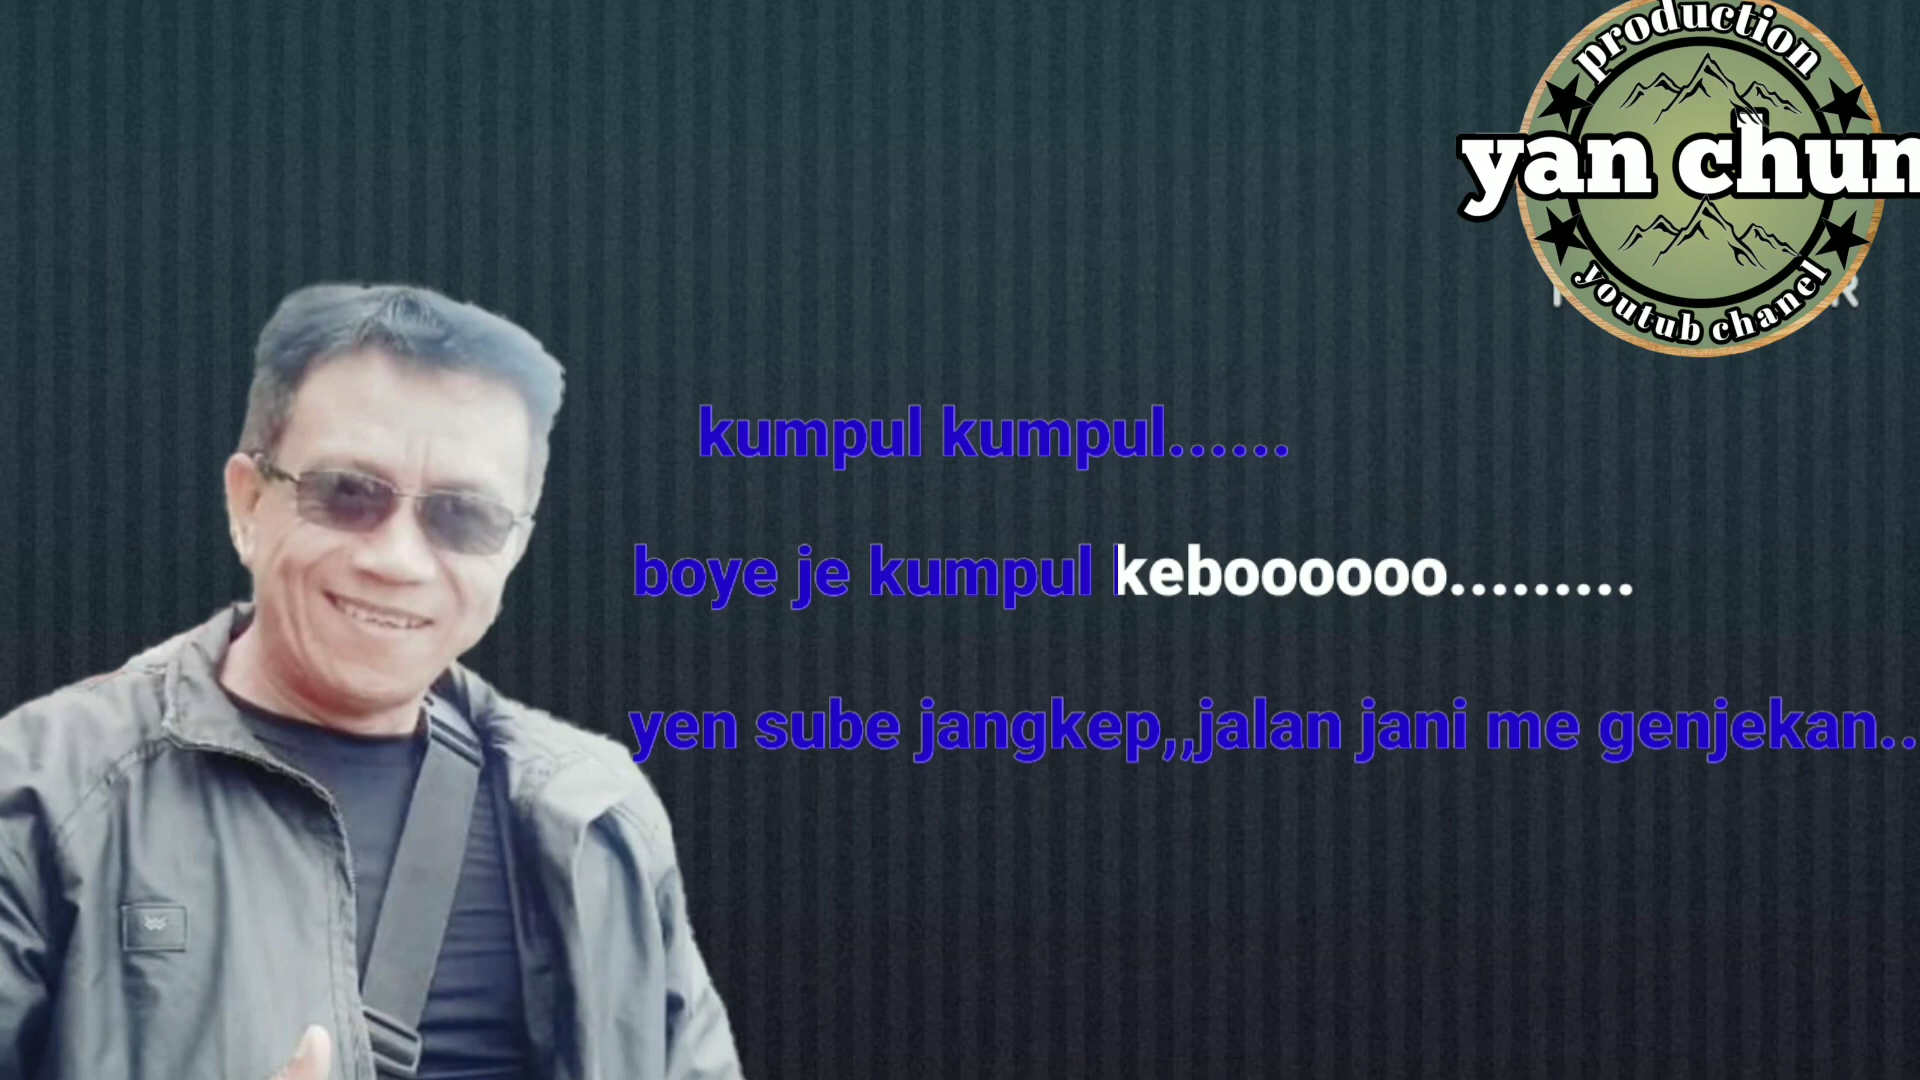 production
yan chun
youtub chanel
kumpul kumpul......
boye je kumpul keboooooo.........
yen sube jangkep,,jalan jani me genjekan..